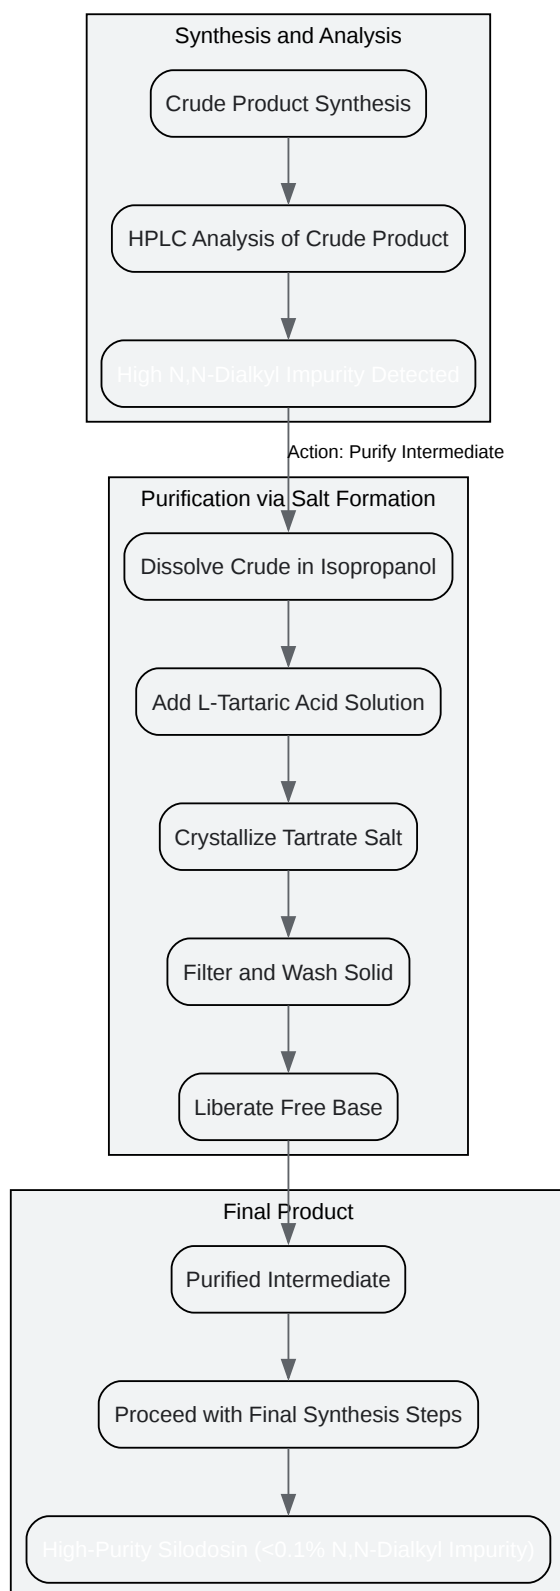 Synthesis and Analysis
Crude Product Synthesis
HPLC Analysis of Crude Product
High N,N-Dialkyl Impurity Detected
Action: Purify Intermediate
Purification via Salt Formation
Dissolve Crude in Isopropanol
Add L-Tartaric Acid Solution
Crystallize Tartrate Salt
Filter and Wash Solid
Liberate Free Base
Final Product
Purified Intermediate
Proceed with Final Synthesis Steps
High-Purity Silodosin (<0.1% N,N-Dialkyl Impurity)